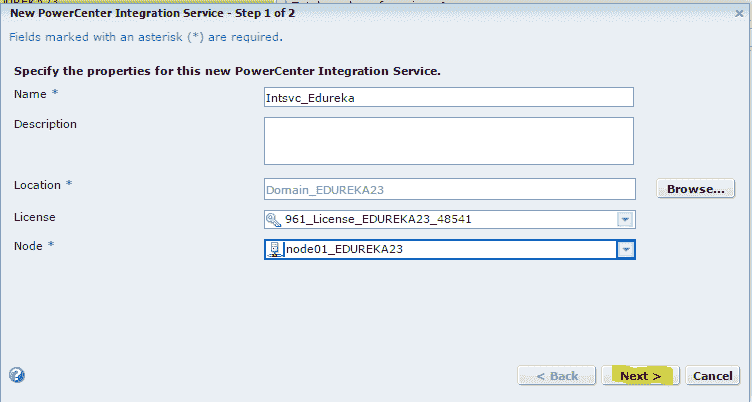 New PowerCenter Integration Service - Step 1 of 2
Fields marked with an asterisk (*) are required.
Specify the properties for this new PowerCenter Integration Service.
Name * Intsvc_Edureka
Description
Location * Domain_EDUREKA23 Browse...
License 961_License_EDUREKA23_48541
Node * node01_EDUREKA23
< Back Next > Cancel